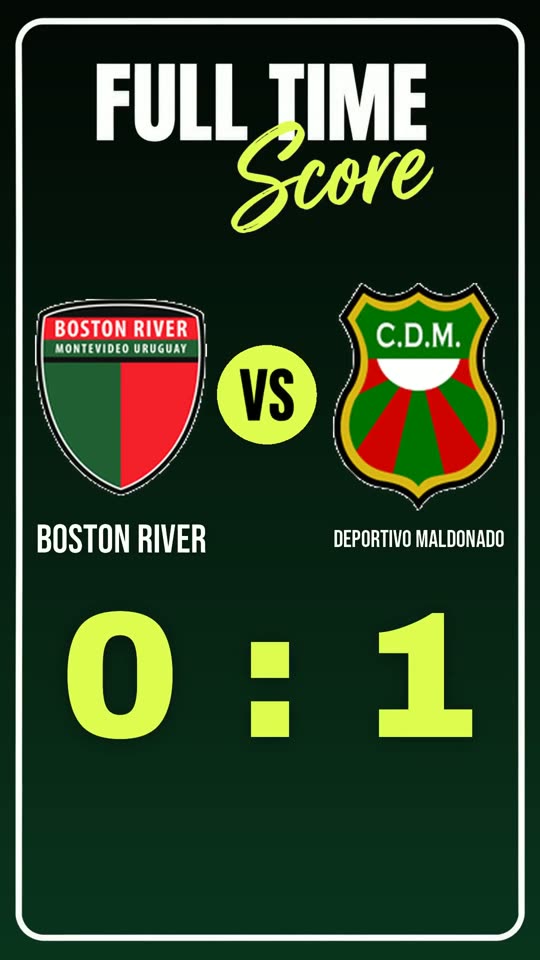 FULL TIME
Score
BOSTON RIVER
MONTEVIDEO URUGUAY
C.D.M.
VS
BOSTON RIVER
DEPORTIVO MALDONADO
0 : 1